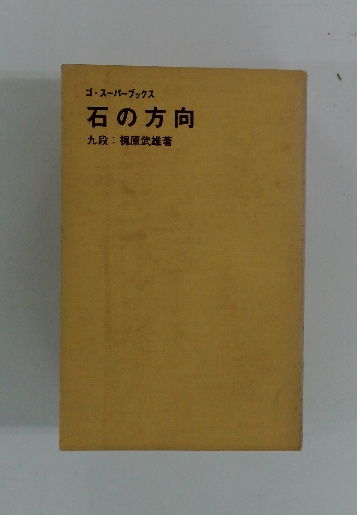 ゴ・スーパーブックス
石の方向
九段：梶原武雄著